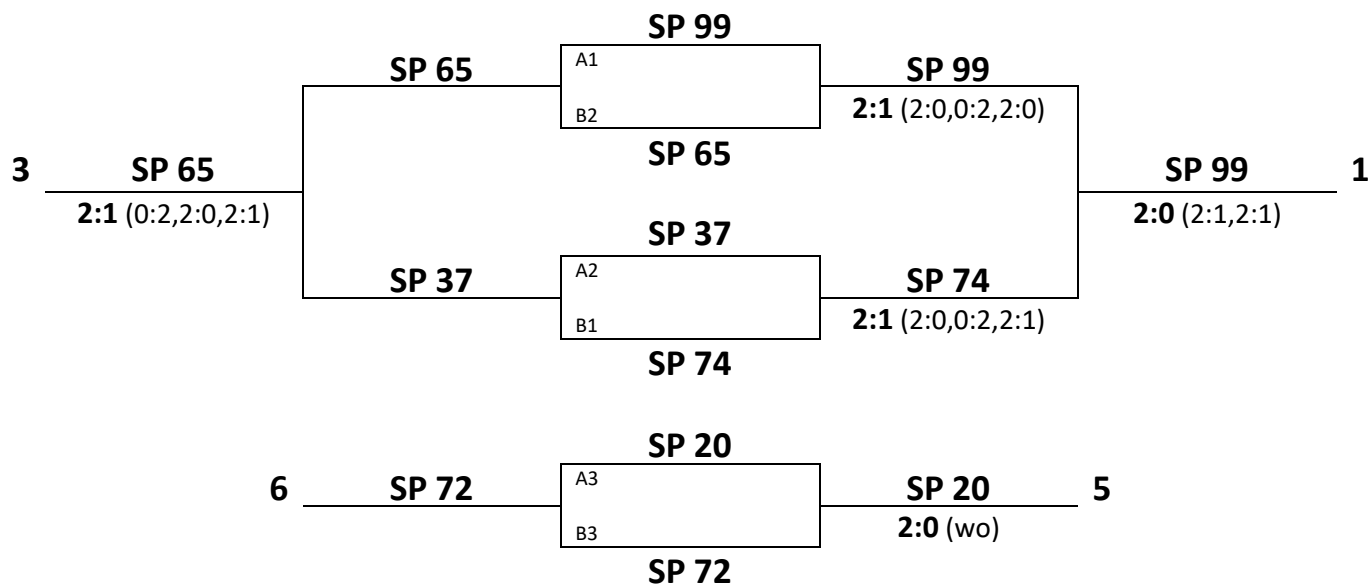 SP 99
SP 65 A1 SP 99
B2 2:1 (2:0,0:2,2:0)
SP 65
3 SP 65 SP 99 1
2:1 (0:2,2:0,2:1) 2:0 (2:1,2:1)
SP 37
SP 37 A2 SP 74
B1 2:1 (2:0,0:2,2:1)
SP 74
SP 20
6 SP 72 A3 SP 20 5
B3 2:0 (wo)
SP 72